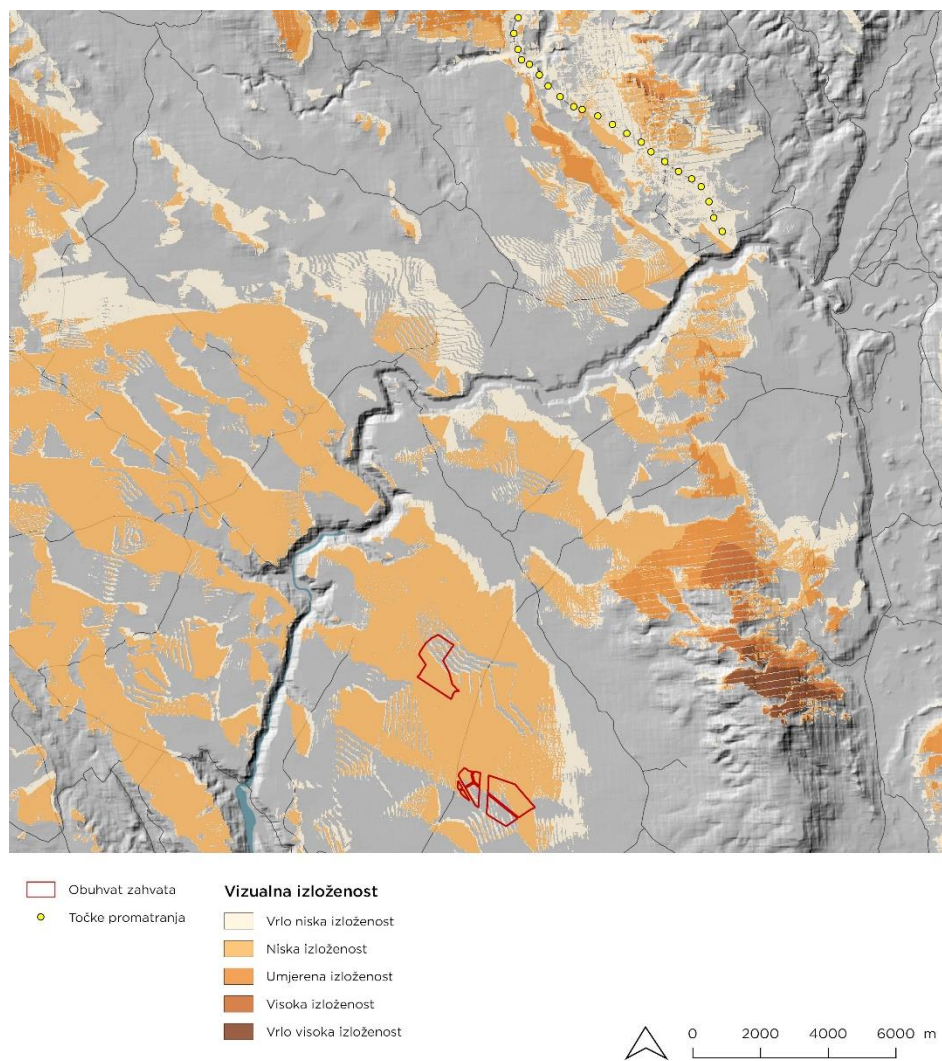 Obuhvat zahvata
Točke promatranja
Vizualna izloženost
Vrlo niska izloženost
Niska izloženost
Umjerena izloženost
Visoka izloženost
Vrlo visoka izloženost
0 2000 4000 6000 m